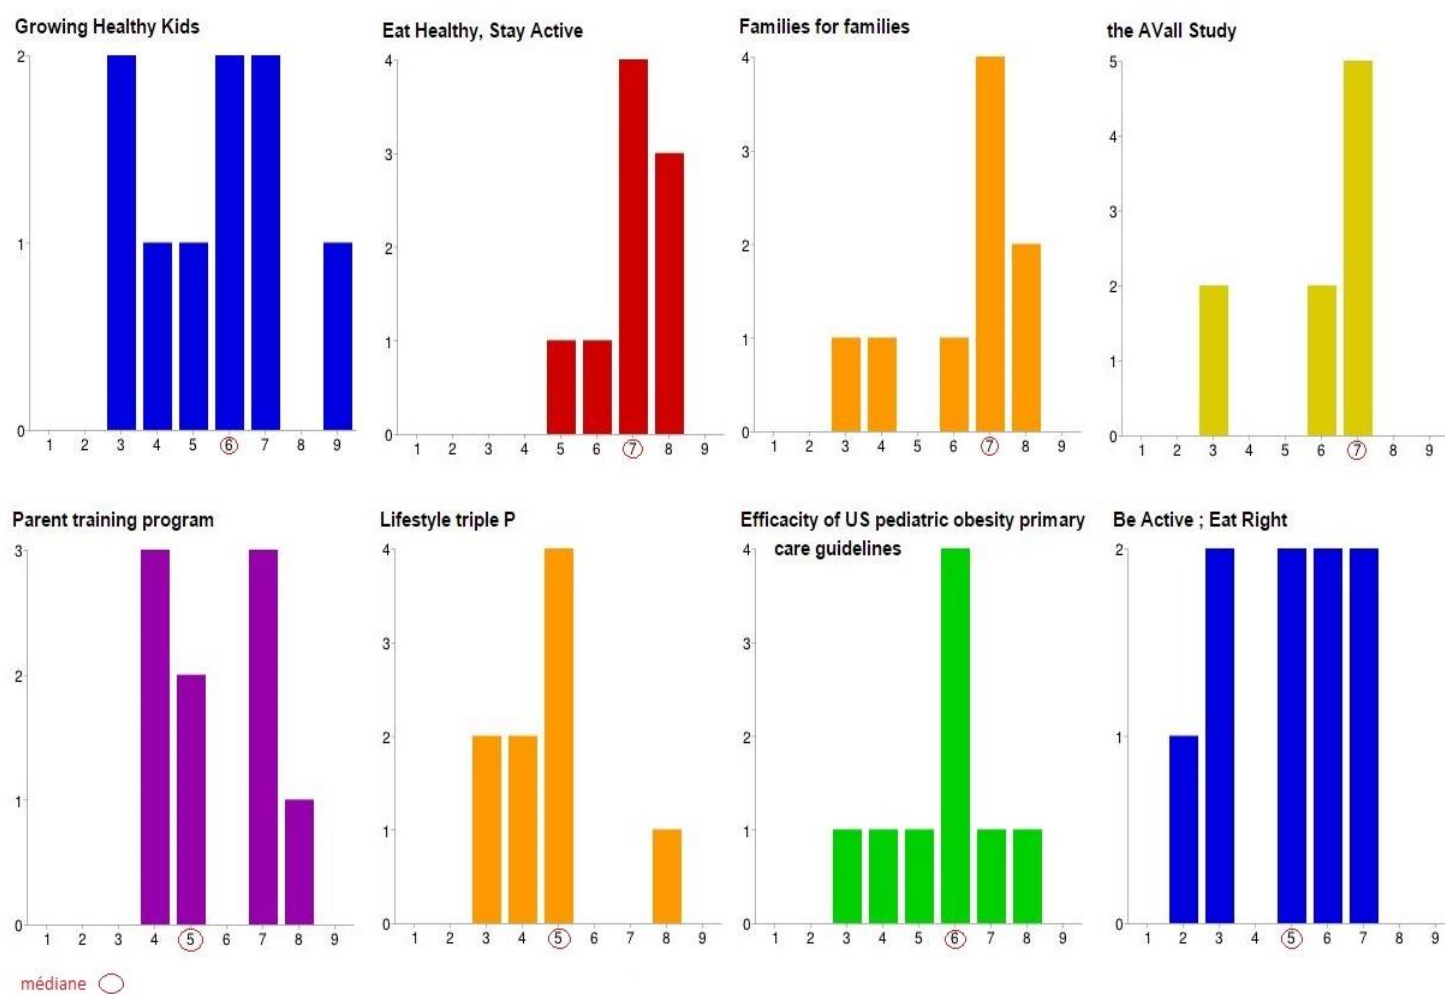 Growing Healthy Kids
2
1
0
1 2 3 4 5 6 7 8 9
Eat Healthy, Stay Active
4
3
2
1
0
1 2 3 4 5 6 7 8 9
Families for families
4
3
2
1
0
1 2 3 4 5 6 7 8 9
the AVall Study
5
4
3
2
1
0
1 2 3 4 5 6 7 8 9
Parent training program
3
2
1
0
1 2 3 4 5 6 7 8 9
Lifestyle triple P
4
3
2
1
0
1 2 3 4 5 6 7 8 9
Efficacity of US pediatric obesity primary
care guidelines
4
3
2
1
0
1 2 3 4 5 6 7 8 9
Be Active ; Eat Right
2
1
0
1 2 3 4 5 6 7 8 9
médiane